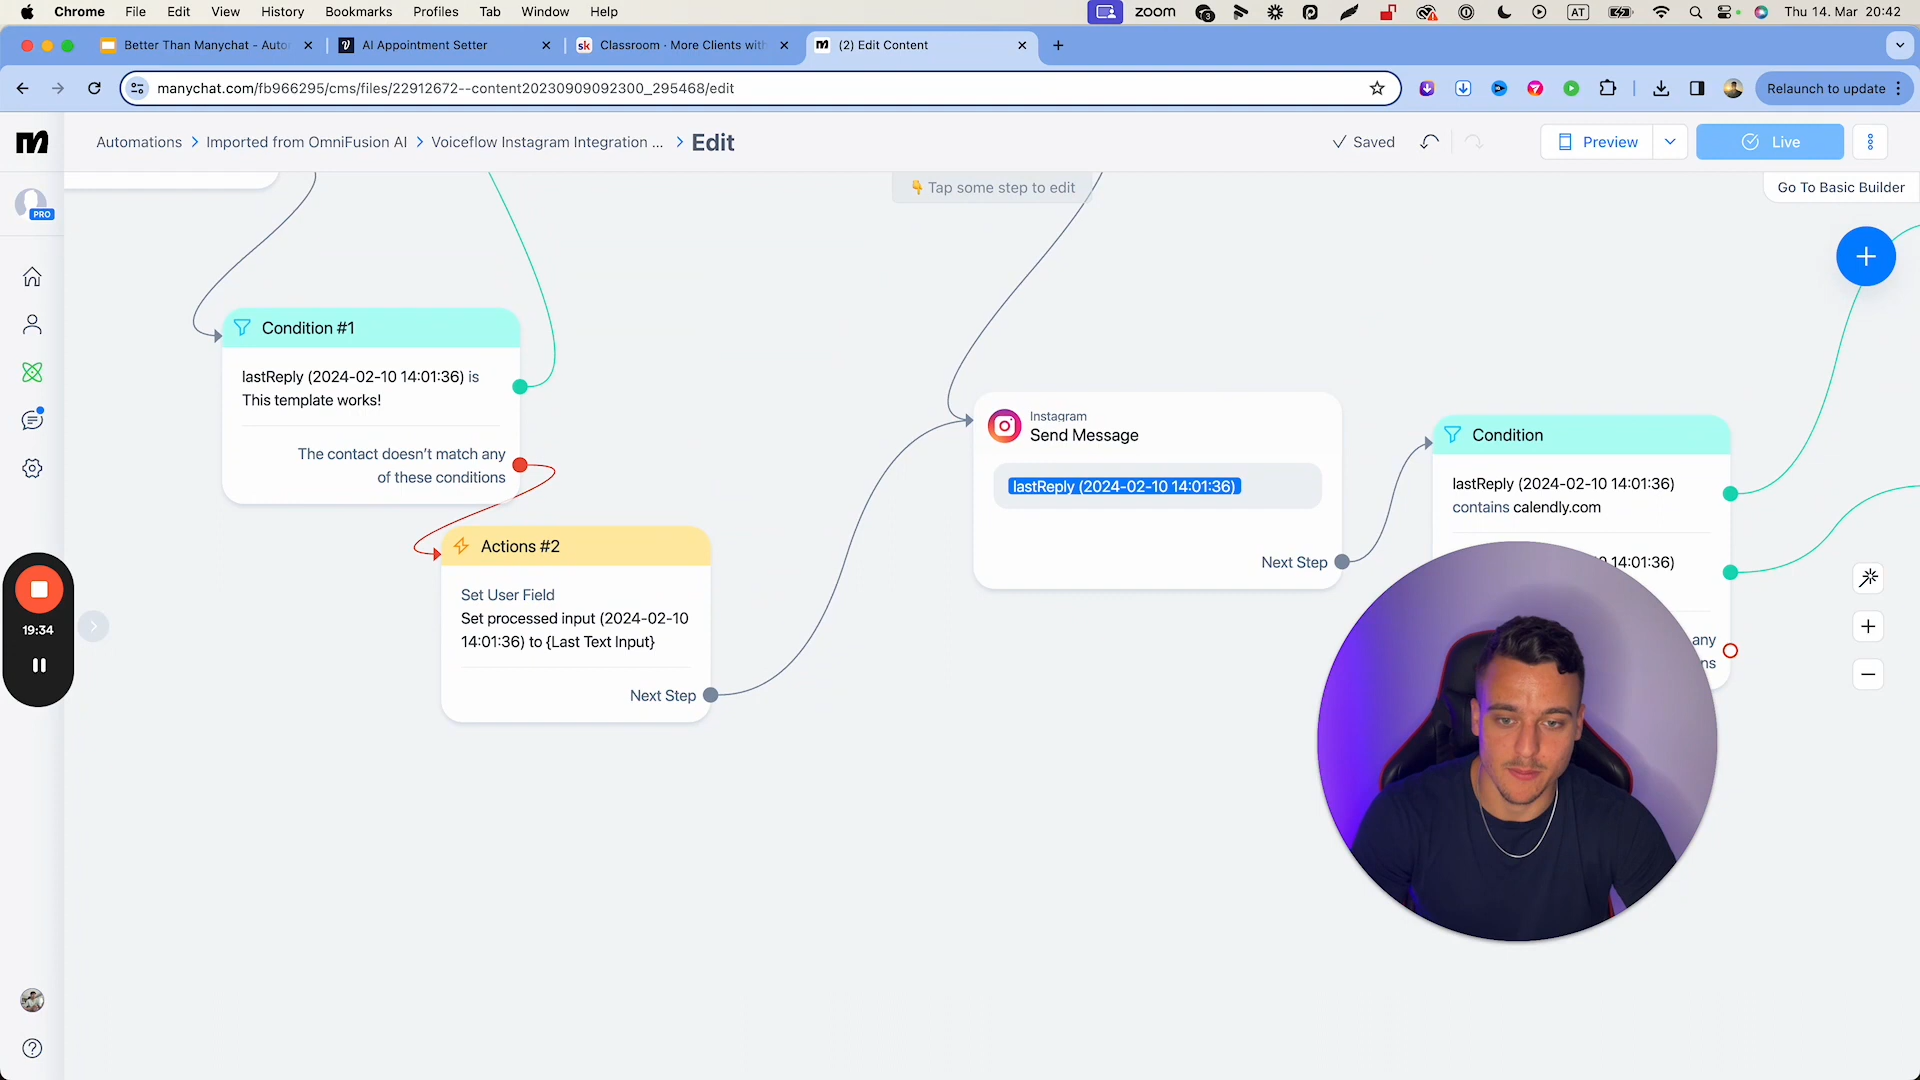 Chrome File Edit View History Bookmarks Profiles Tab Window Help
zoom
3
AT
Thu 14. Mar 20:42
Better Than Manychat - Auto
AI Appointment Setter
sk
Classroom · More Clients with
(2) Edit Content
manychat.com/fb966295/cms/files/22912672--content20230909092300_295468/edit
Relaunch to update
Automations
Imported from OmniFusion AI
Voiceflow Instagram Integration ...
Edit
Saved
Preview
Live
PRO
👇 Tap some step to edit
Go To Basic Builder
Condition #1
lastReply (2024-02-10 14:01:36) is
This template works!
The contact doesn't match any
of these conditions
Actions #2
Set User Field
Set processed input (2024-02-10
14:01:36) to {Last Text Input}
Next Step
Instagram
Send Message
lastReply (2024-02-10 14:01:36)
Next Step
Condition
lastReply (2024-02-10 14:01:36)
contains calendly.com
14:01:36)
any
ns
19:34